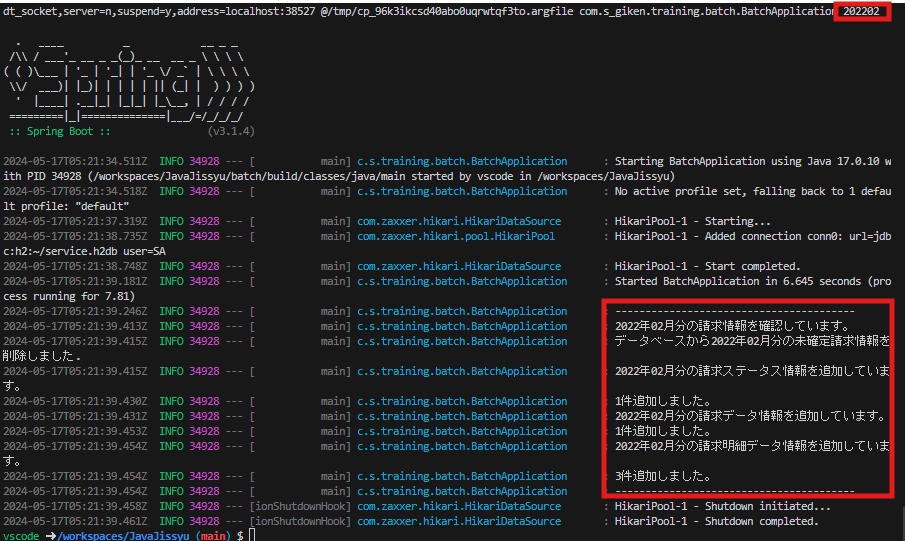 dt_socket,server=n,suspend=y,address=localhost:38527 @/tmp/cp_96k3ikcsd40abo0uqrwtqf3to.argfile com.s_giken.training.batch.BatchApplication 202202
  .   ____          _            __ _ _
 /\\ / ___'_ __ _ _(_)_ __  __ _ \ \ \ \
( ( )\___ | '_ | '_| | '_ \/ _` | \ \ \ \
 \\/  ___)| |_)| | | | | || (_| |  ) ) ) )
  '  |____| .__|_| |_|_| |_\__, | / / / /
 =========|_|==============|___/=/_/_/_/
 :: Spring Boot ::                (v3.1.4)
2024-05-17T05:21:34.511Z  INFO 34928 --- [           main] c.s.training.batch.BatchApplication      : Starting BatchApplication using Java 17.0.10 w
ith PID 34928 (/workspaces/JavaJissyu/batch/build/classes/java/main started by vscode in /workspaces/JavaJissyu)
2024-05-17T05:21:34.518Z  INFO 34928 --- [           main] c.s.training.batch.BatchApplication      : No active profile set, falling back to 1 defau
lt profile: "default"
2024-05-17T05:21:37.319Z  INFO 34928 --- [           main] com.zaxxer.hikari.HikariDataSource       : HikariPool-1 - Starting...
2024-05-17T05:21:38.735Z  INFO 34928 --- [           main] com.zaxxer.hikari.pool.HikariPool        : HikariPool-1 - Added connection conn0: url=jdb
c:h2:~/service.h2db user=SA
2024-05-17T05:21:38.748Z  INFO 34928 --- [           main] com.zaxxer.hikari.HikariDataSource       : HikariPool-1 - Start completed.
2024-05-17T05:21:39.181Z  INFO 34928 --- [           main] c.s.training.batch.BatchApplication      : Started BatchApplication in 6.645 seconds (pro
cess running for 7.81)
2024-05-17T05:21:39.246Z  INFO 34928 --- [           main] c.s.training.batch.BatchApplication      : ----------------------------------------
2024-05-17T05:21:39.413Z  INFO 34928 --- [           main] c.s.training.batch.BatchApplication      : 2022年02月分の請求情報を確認しています。
2024-05-17T05:21:39.415Z  INFO 34928 --- [           main] c.s.training.batch.BatchApplication      : データベースから2022年02月分の未確定請求情報を
削除しました.
2024-05-17T05:21:39.415Z  INFO 34928 --- [           main] c.s.training.batch.BatchApplication      : 2022年02月分の請求ステータス情報を追加していま
す。
2024-05-17T05:21:39.430Z  INFO 34928 --- [           main] c.s.training.batch.BatchApplication      : 1件追加しました。
2024-05-17T05:21:39.430Z  INFO 34928 --- [           main] c.s.training.batch.BatchApplication      : 2022年02月分の請求データ情報を追加しています。
2024-05-17T05:21:39.453Z  INFO 34928 --- [           main] c.s.training.batch.BatchApplication      : 1件追加しました。
2024-05-17T05:21:39.453Z  INFO 34928 --- [           main] c.s.training.batch.BatchApplication      : 2022年02月分の請求明細データ情報を追加していま
す。
2024-05-17T05:21:39.454Z  INFO 34928 --- [           main] c.s.training.batch.BatchApplication      : 3件追加しました。
2024-05-17T05:21:39.454Z  INFO 34928 --- [           main] c.s.training.batch.BatchApplication      : ----------------------------------------
2024-05-17T05:21:39.458Z  INFO 34928 --- [ionShutdownHook] com.zaxxer.hikari.HikariDataSource       : HikariPool-1 - Shutdown initiated...
2024-05-17T05:21:39.461Z  INFO 34928 --- [ionShutdownHook] com.zaxxer.hikari.HikariDataSource       : HikariPool-1 - Shutdown completed.
vscode ➜/workspaces/JavaJissyu (main) $